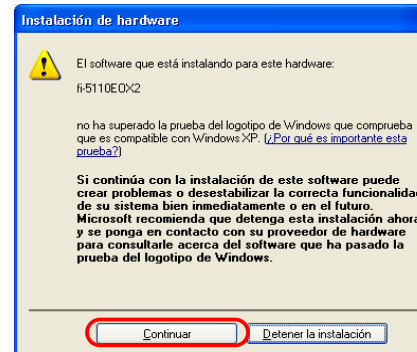 Instalación de hardware
El software que está instalando para este hardware:
fi-5110EOX2
no ha superado la prueba del logotipo de Windows que comprueba
que es compatible con Windows XP. (¿Por qué es importante esta
prueba?)
Si continúa con la instalación de este software puede
crear problemas o desestabilizar la correcta funcionalida
de su sistema bien inmediatamente o en el futuro.
Microsoft recomienda que detenga esta instalación ahora
y se ponga en contacto con su proveedor de hardware
para consultarle acerca del software que ha pasado la
prueba del logotipo de Windows.
Continuar
Detener la instalación